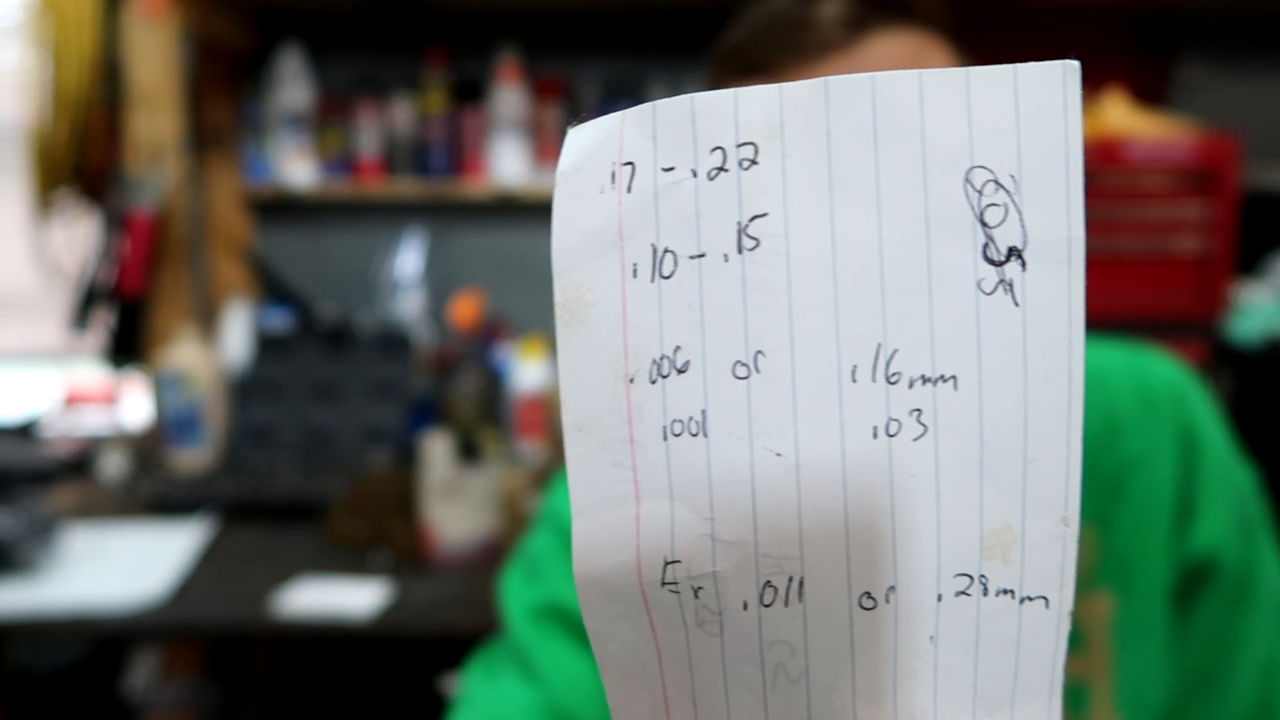 .17 - .22
.10 - .15
.006 or .16mm
.001 .03
Ex .011 or .28mm